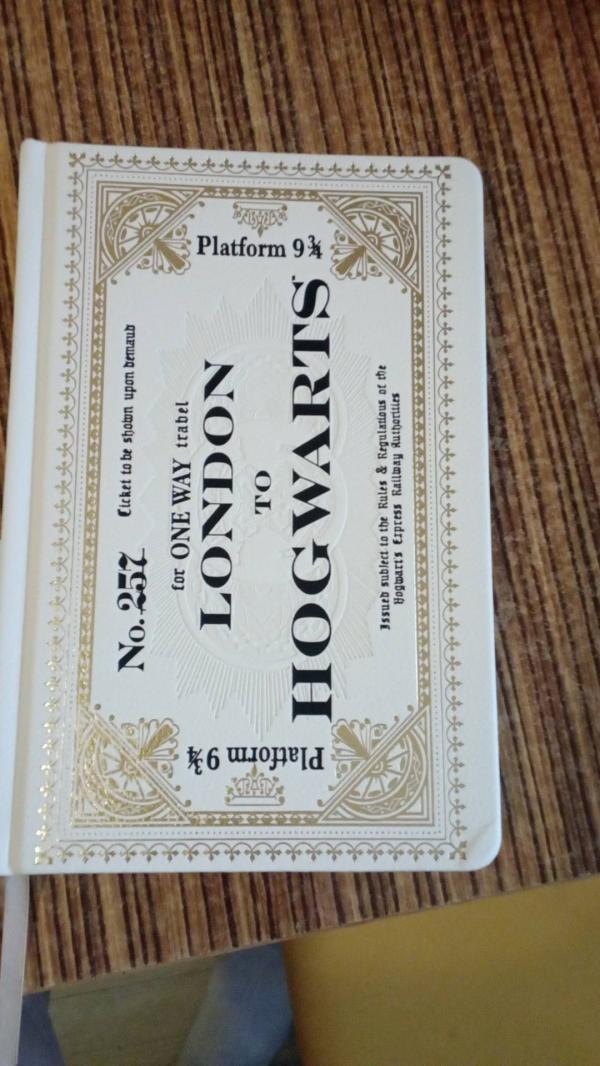 No. 257 Ticket to be shown upon demand
for ONE WAY travel
LONDON
TO
HOGWARTS
Issued subject to the Rules & Regulations of the
Hogwart's Express Railway Authorities
Platform 9¾
Platform 9¾